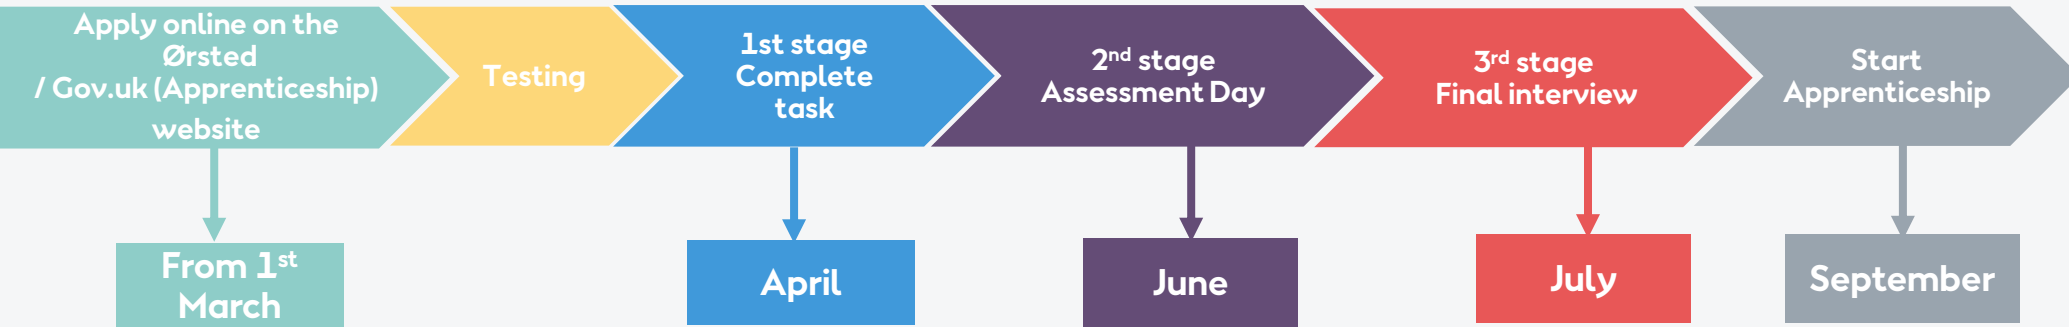 Apply online on the
Ørsted
/ Gov.uk (Apprenticeship)
website
Testing
1st stage
Complete
task
2nd stage
Assessment Day
3rd stage
Final interview
Start
Apprenticeship
From 1st
March
April
June
July
September